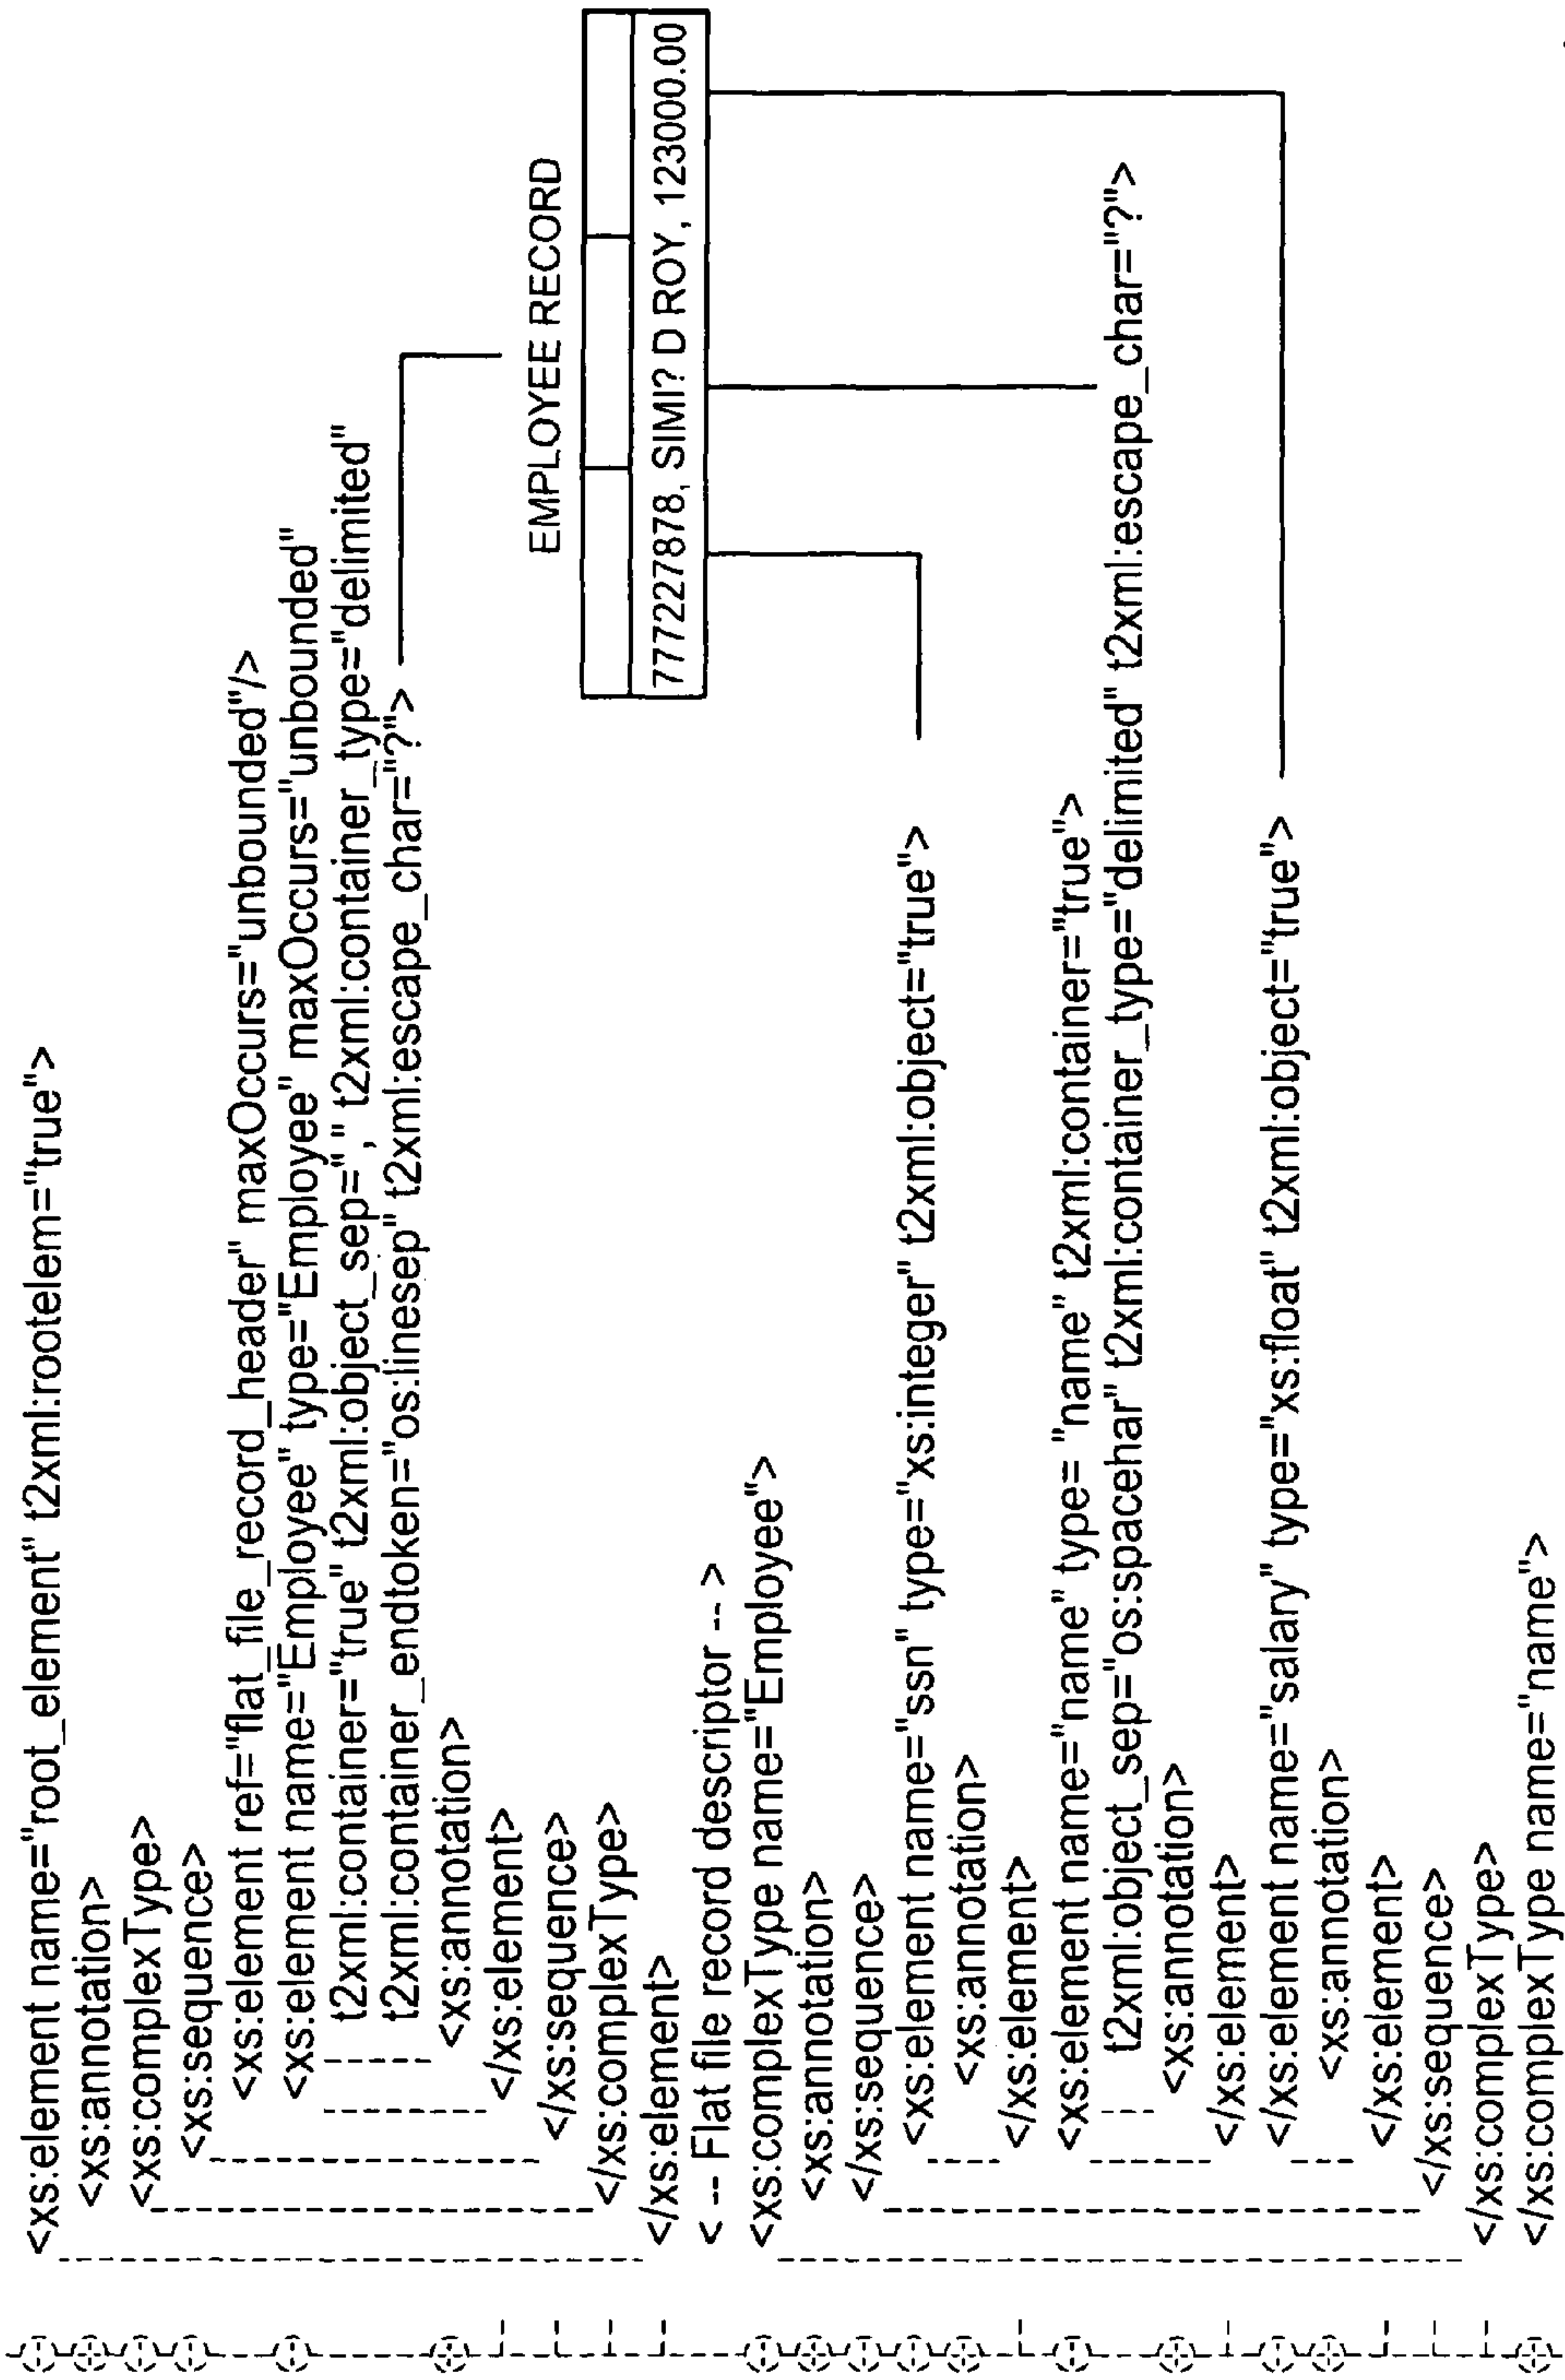 <xs:element name="root_element" t2xml:rootelem="true">
<xs:annotation>
<xs:complexType>
<xs:sequence>
<xs:element ref="flat_file_record_header" maxOccurs="unbounded"/>
<xs:element name="Employee" type="Employee" maxOccurs="unbounded"
t2xml:container="true" t2xml:object_sep="," t2xml:container_type="delimited"
t2xml:container_endtoken="os:linesep" t2xml:escape_char="?">
<xs:annotation>
</xs:element>
</xs:sequence>
</xs:complexType>
</xs:element>
< -- Flat file record descriptor -- >
<xs:complexType name="Employee">
<xs:annotation>
</xs:sequence>
<xs:element name="ssn" type="xs:integer" t2xml:object="true">
<xs:annotation>
</xs:element>
<xs:element name="name" type= "name" t2xml:container="true">
t2xml:object_sep="os:spacehar" t2xml:container_type="delimited" t2xml:escape_char="?">
<xs:annotation>
</xs:element>
</xs:element name="salary" type="xs:float" t2xml:object="true">
<xs:annotation>
</xs:element>
</xs:sequence>
</xs:complexType>
</xs:complexType name="name">
EMPLOYEE RECORD
777227878, SIMI? D ROY, 123000.00